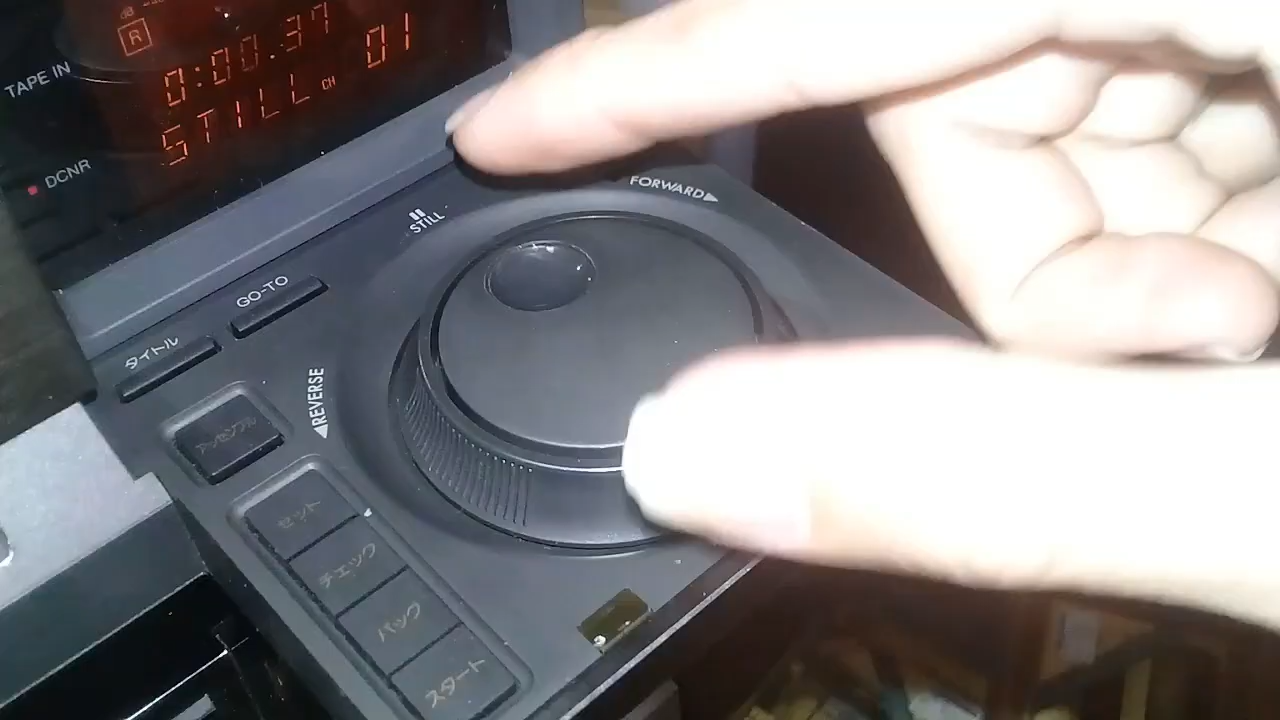 R
0:00.37
01
STILL CH
TAPE IN
DCNR
STILL
FORWARD
GO-TO
タイトル
REVERSE
アッセンブル
セット
チェック
バック
スタート